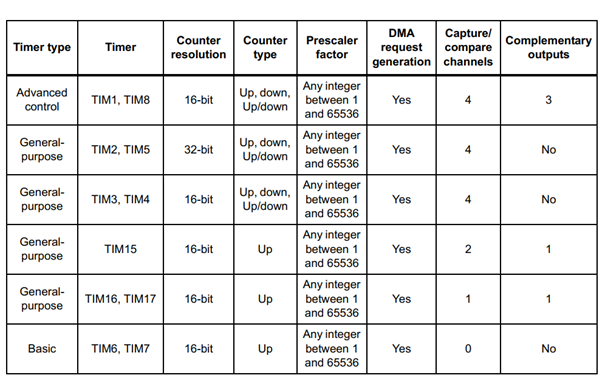 Timer type Timer Counter resolution Counter type Prescaler factor DMA request generation Capture/ compare channels Complementary outputs
Advanced control TIM1, TIM8 16-bit Up, down, Up/down Any integer between 1 and 65536 Yes 4 3
General-purpose TIM2, TIM5 32-bit Up, down, Up/down Any integer between 1 and 65536 Yes 4 No
General-purpose TIM3, TIM4 16-bit Up, down, Up/down Any integer between 1 and 65536 Yes 4 No
General-purpose TIM15 16-bit Up Any integer between 1 and 65536 Yes 2 1
General-purpose TIM16, TIM17 16-bit Up Any integer between 1 and 65536 Yes 1 1
Basic TIM6, TIM7 16-bit Up Any integer between 1 and 65536 Yes 0 No